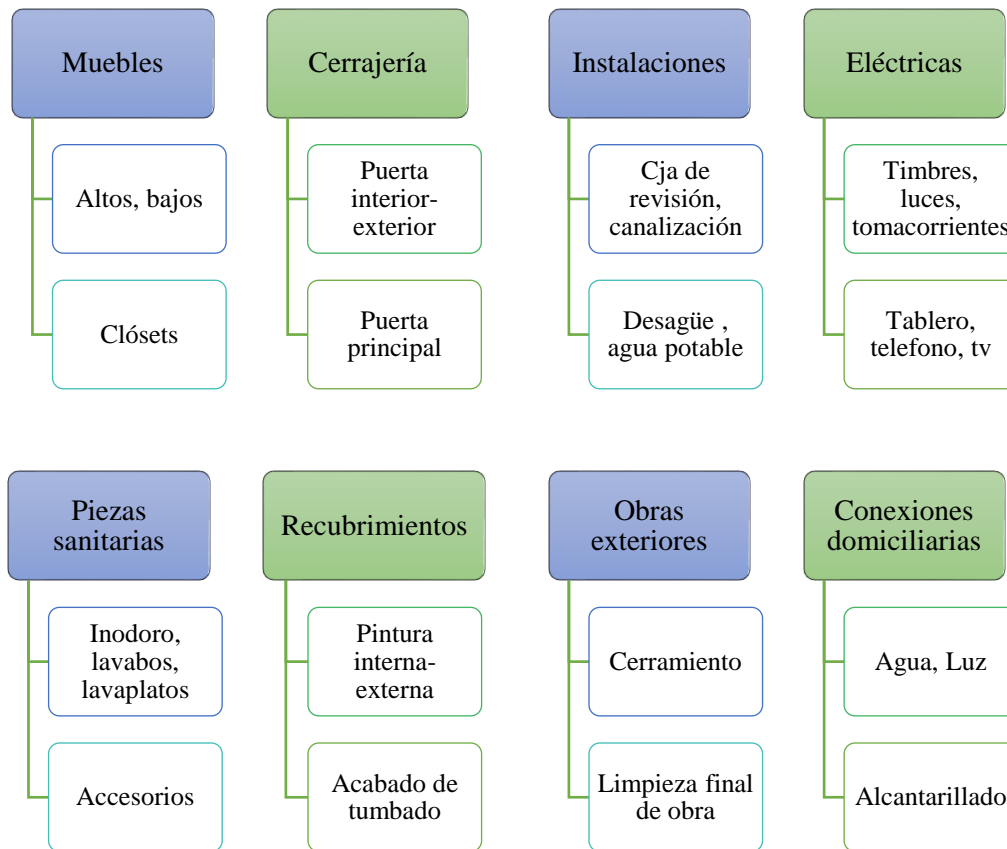 Muebles
Altos, bajos
Clósets
Cerrajería
Puerta
interior-
exterior
Puerta
principal
Instalaciones
Cja de
revisión,
canalización
Desagüe ,
agua potable
Eléctricas
Timbres,
luces,
tomacorrientes
Tablero,
telefono, tv
Piezas
sanitarias
Inodoro,
lavabos,
lavaplatos
Accesorios
Recubrimientos
Pintura
interna-
externa
Acabado de
tumbado
Obras
exteriores
Cerramiento
Limpieza final
de obra
Conexiones
domiciliarias
Agua, Luz
Alcantarillado